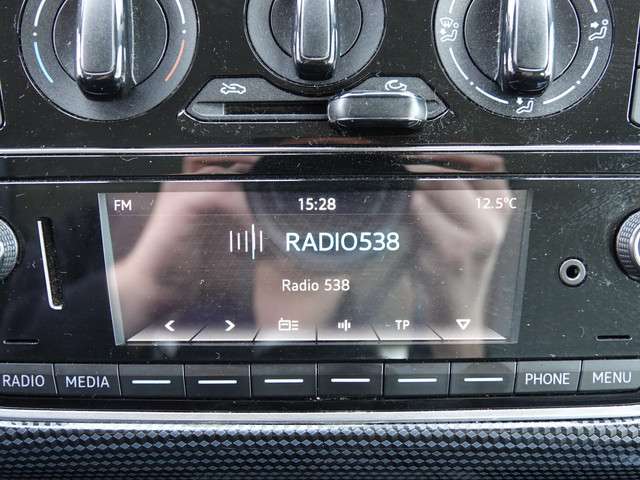 FM 15:28 12.5°C
RADIO538
Radio 538
TP
RADIO MEDIA PHONE MENU